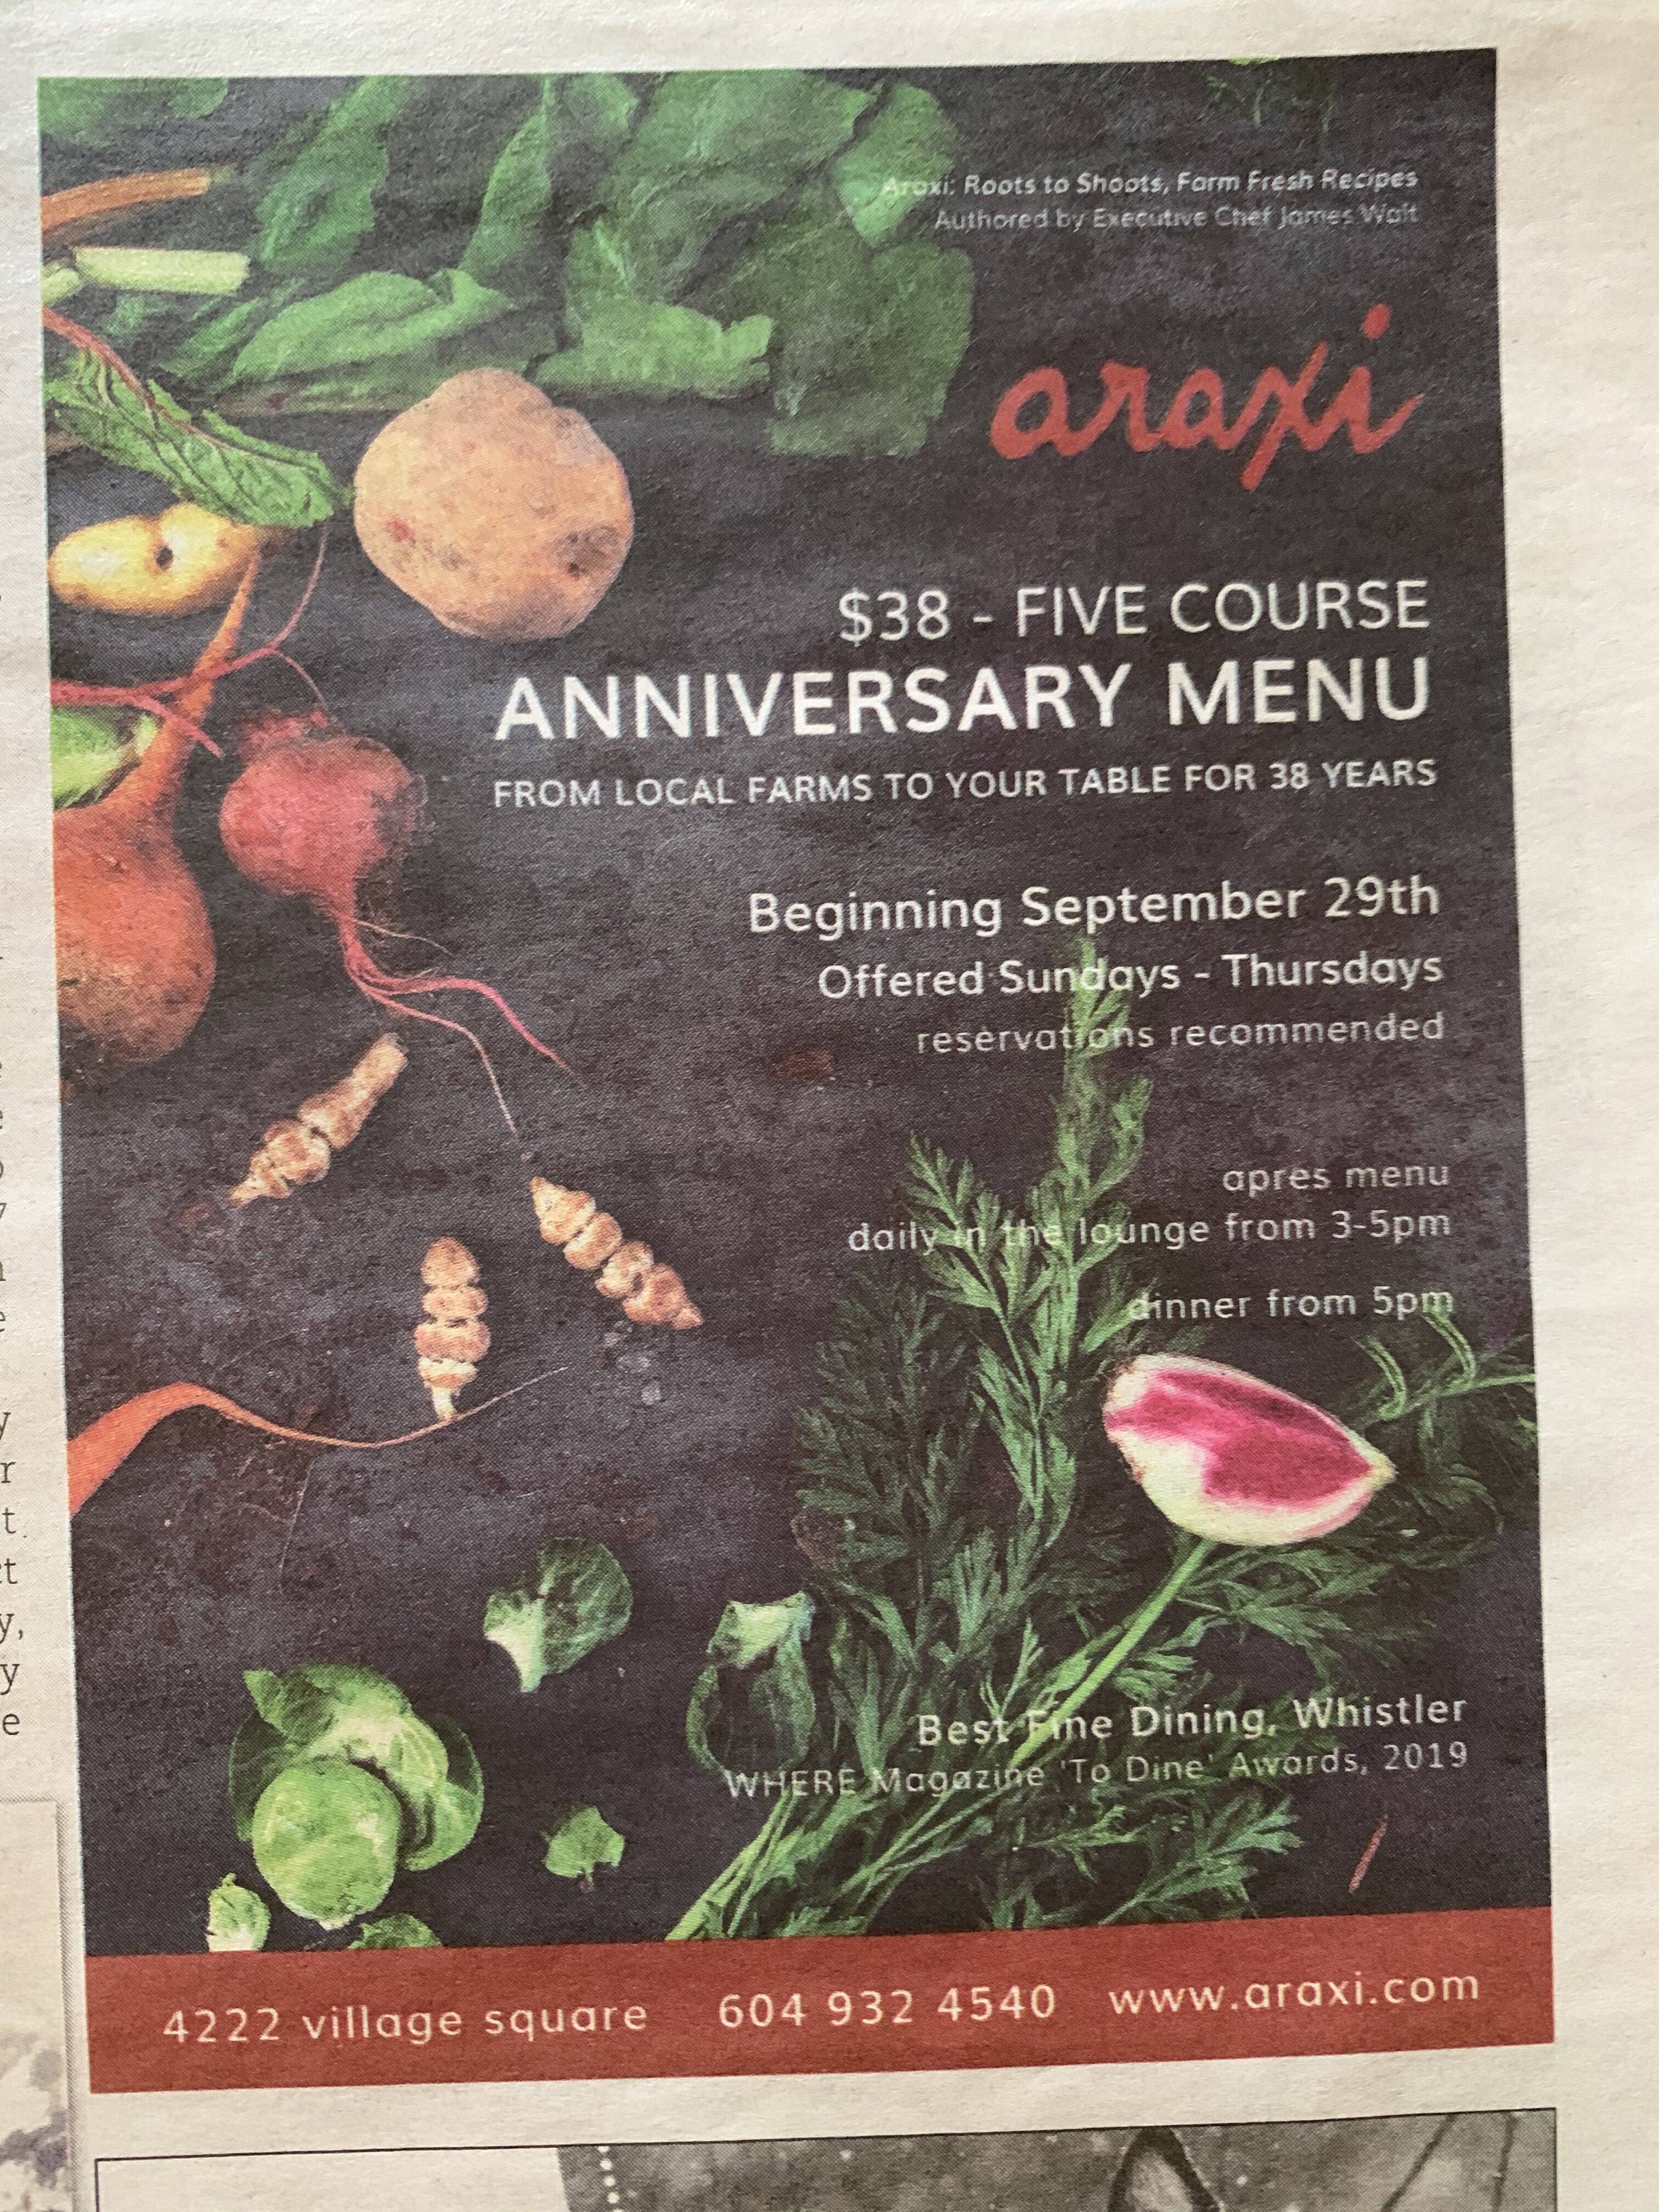 Araxi: Roots to Shoots, Farm Fresh Recipes
Authored by Executive Chef James Walt
araxi
$38 - FIVE COURSE
ANNIVERSARY MENU
FROM LOCAL FARMS TO YOUR TABLE FOR 38 YEARS
Beginning September 29th
Offered Sundays - Thursdays
reservations recommended
apres menu
daily in the lounge from 3-5pm
dinner from 5pm
Best Fine Dining, Whistler
WHERE Magazine 'To Dine' Awards, 2019
4222 village square 604 932 4540 www.araxi.com